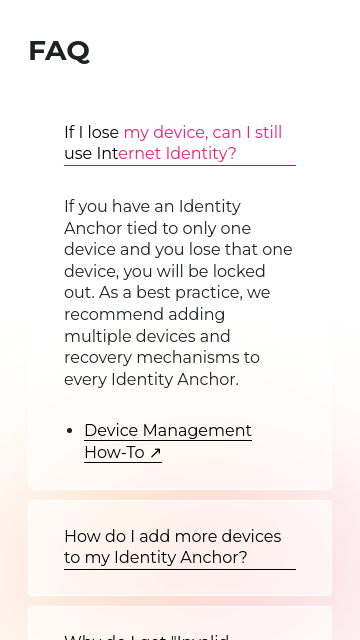 FAQ
If I lose my device, can I still
use Internet Identity?
If you have an Identity
Anchor tied to only one
device and you lose that one
device, you will be locked
out. As a best practice, we
recommend adding
multiple devices and
recovery mechanisms to
every Identity Anchor.
• Device Management
How-To ↗
How do I add more devices
to my Identity Anchor?
Why do I get "Invalid